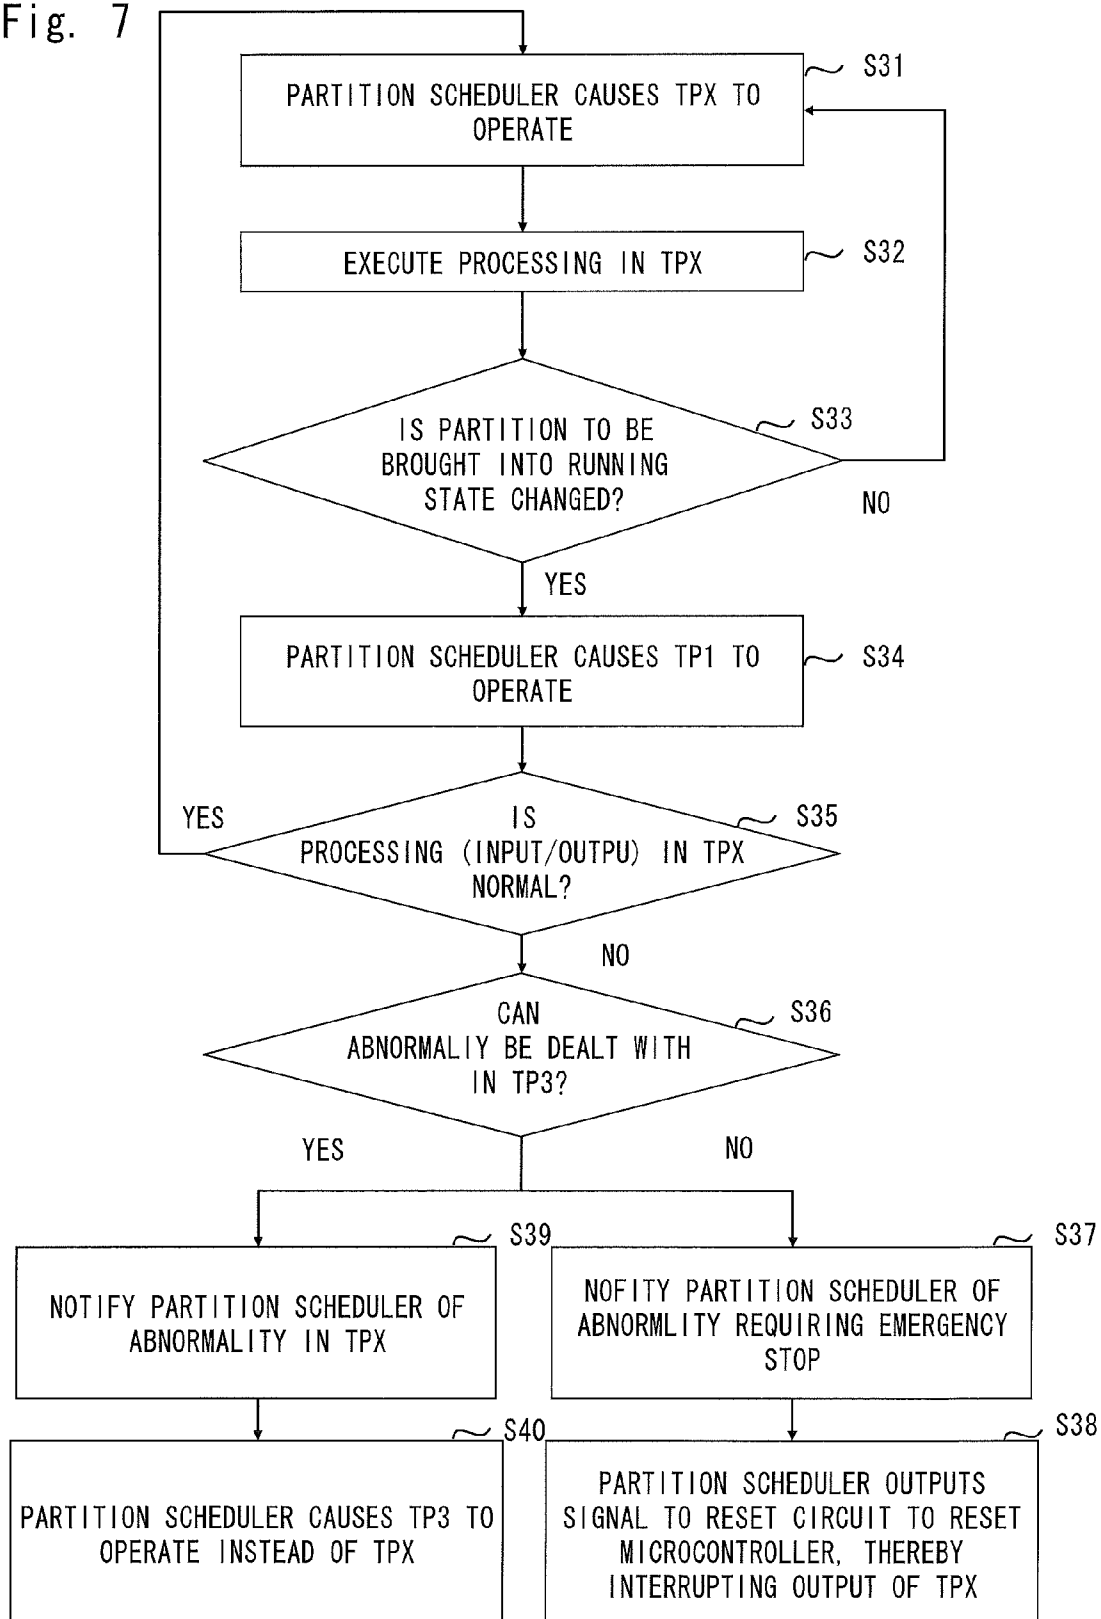 Fig. 7
PARTITION SCHEDULER CAUSES TPX TO
OPERATE
S31
EXECUTE PROCESSING IN TPX
S32
IS PARTITION TO BE
BROUGHT INTO RUNNING
STATE CHANGED?
S33
NO
YES
PARTITION SCHEDULER CAUSES TP1 TO
OPERATE
S34
YES
IS
PROCESSING (INPUT/OUTPU) IN TPX
NORMAL?
S35
NO
CAN
ABNORMALIY BE DEALT WITH
IN TP3?
S36
YES
NO
S39
NOTIFY PARTITION SCHEDULER OF
ABNORMALITY IN TPX
S37
NOFITY PARTITION SCHEDULER OF
ABNORMLITY REQUIRING EMERGENCY
STOP
S40
PARTITION SCHEDULER CAUSES TP3 TO
OPERATE INSTEAD OF TPX
S38
PARTITION SCHEDULER OUTPUTS
SIGNAL TO RESET CIRCUIT TO RESET
MICROCONTROLLER, THEREBY
INTERRUPTING OUTPUT OF TPX